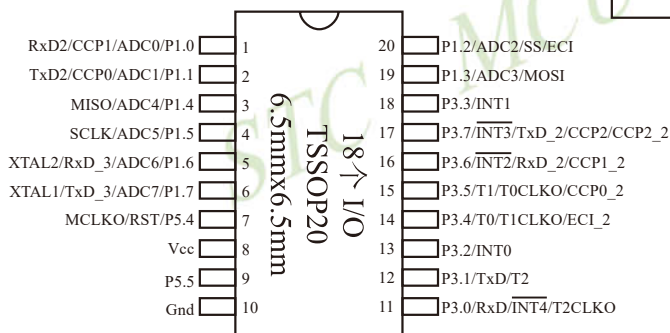 RxD2/CCP1/ADC0/P1.0 1
TxD2/CCP0/ADC1/P1.1 2
MISO/ADC4/P1.4 3
SCLK/ADC5/P1.5 4
XTAL2/RxD_3/ADC6/P1.6 5
XTAL1/TxD_3/ADC7/P1.7 6
MCLKO/RST/P5.4 7
Vcc 8
P5.5 9
Gnd 10
18个 I/O
TSSOP20
6.5mmx6.5mm
20 P1.2/ADC2/SS/ECI
19 P1.3/ADC3/MOSI
18 P3.3/INT1
17 P3.7/INT3/TxD_2/CCP2/CCP2_2
16 P3.6/INT2/RxD_2/CCP1_2
15 P3.5/T1/T0CLKO/CCP0_2
14 P3.4/T0/T1CLKO/ECI_2
13 P3.2/INT0
12 P3.1/TxD/T2
11 P3.0/RxD/INT4/T2CLKO
STC MCU